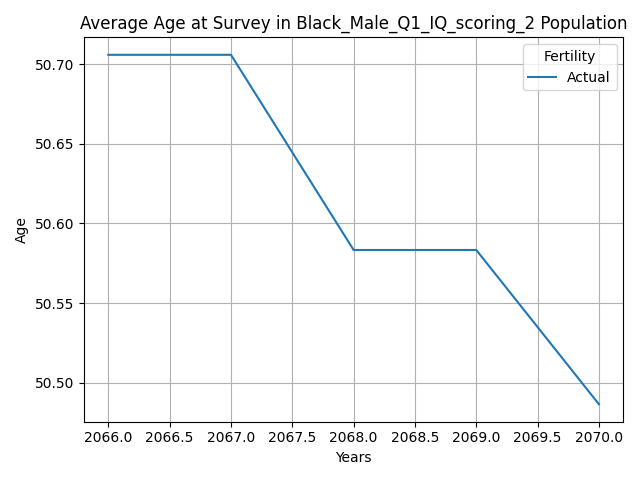 Average Age at Survey in Black_Male_Q1_IQ_scoring_2 Population
Fertility
Actual
50.70
50.65
50.60
50.55
50.50
Age
2066.0 2066.5 2067.0 2067.5 2068.0 2068.5 2069.0 2069.5 2070.0
Years